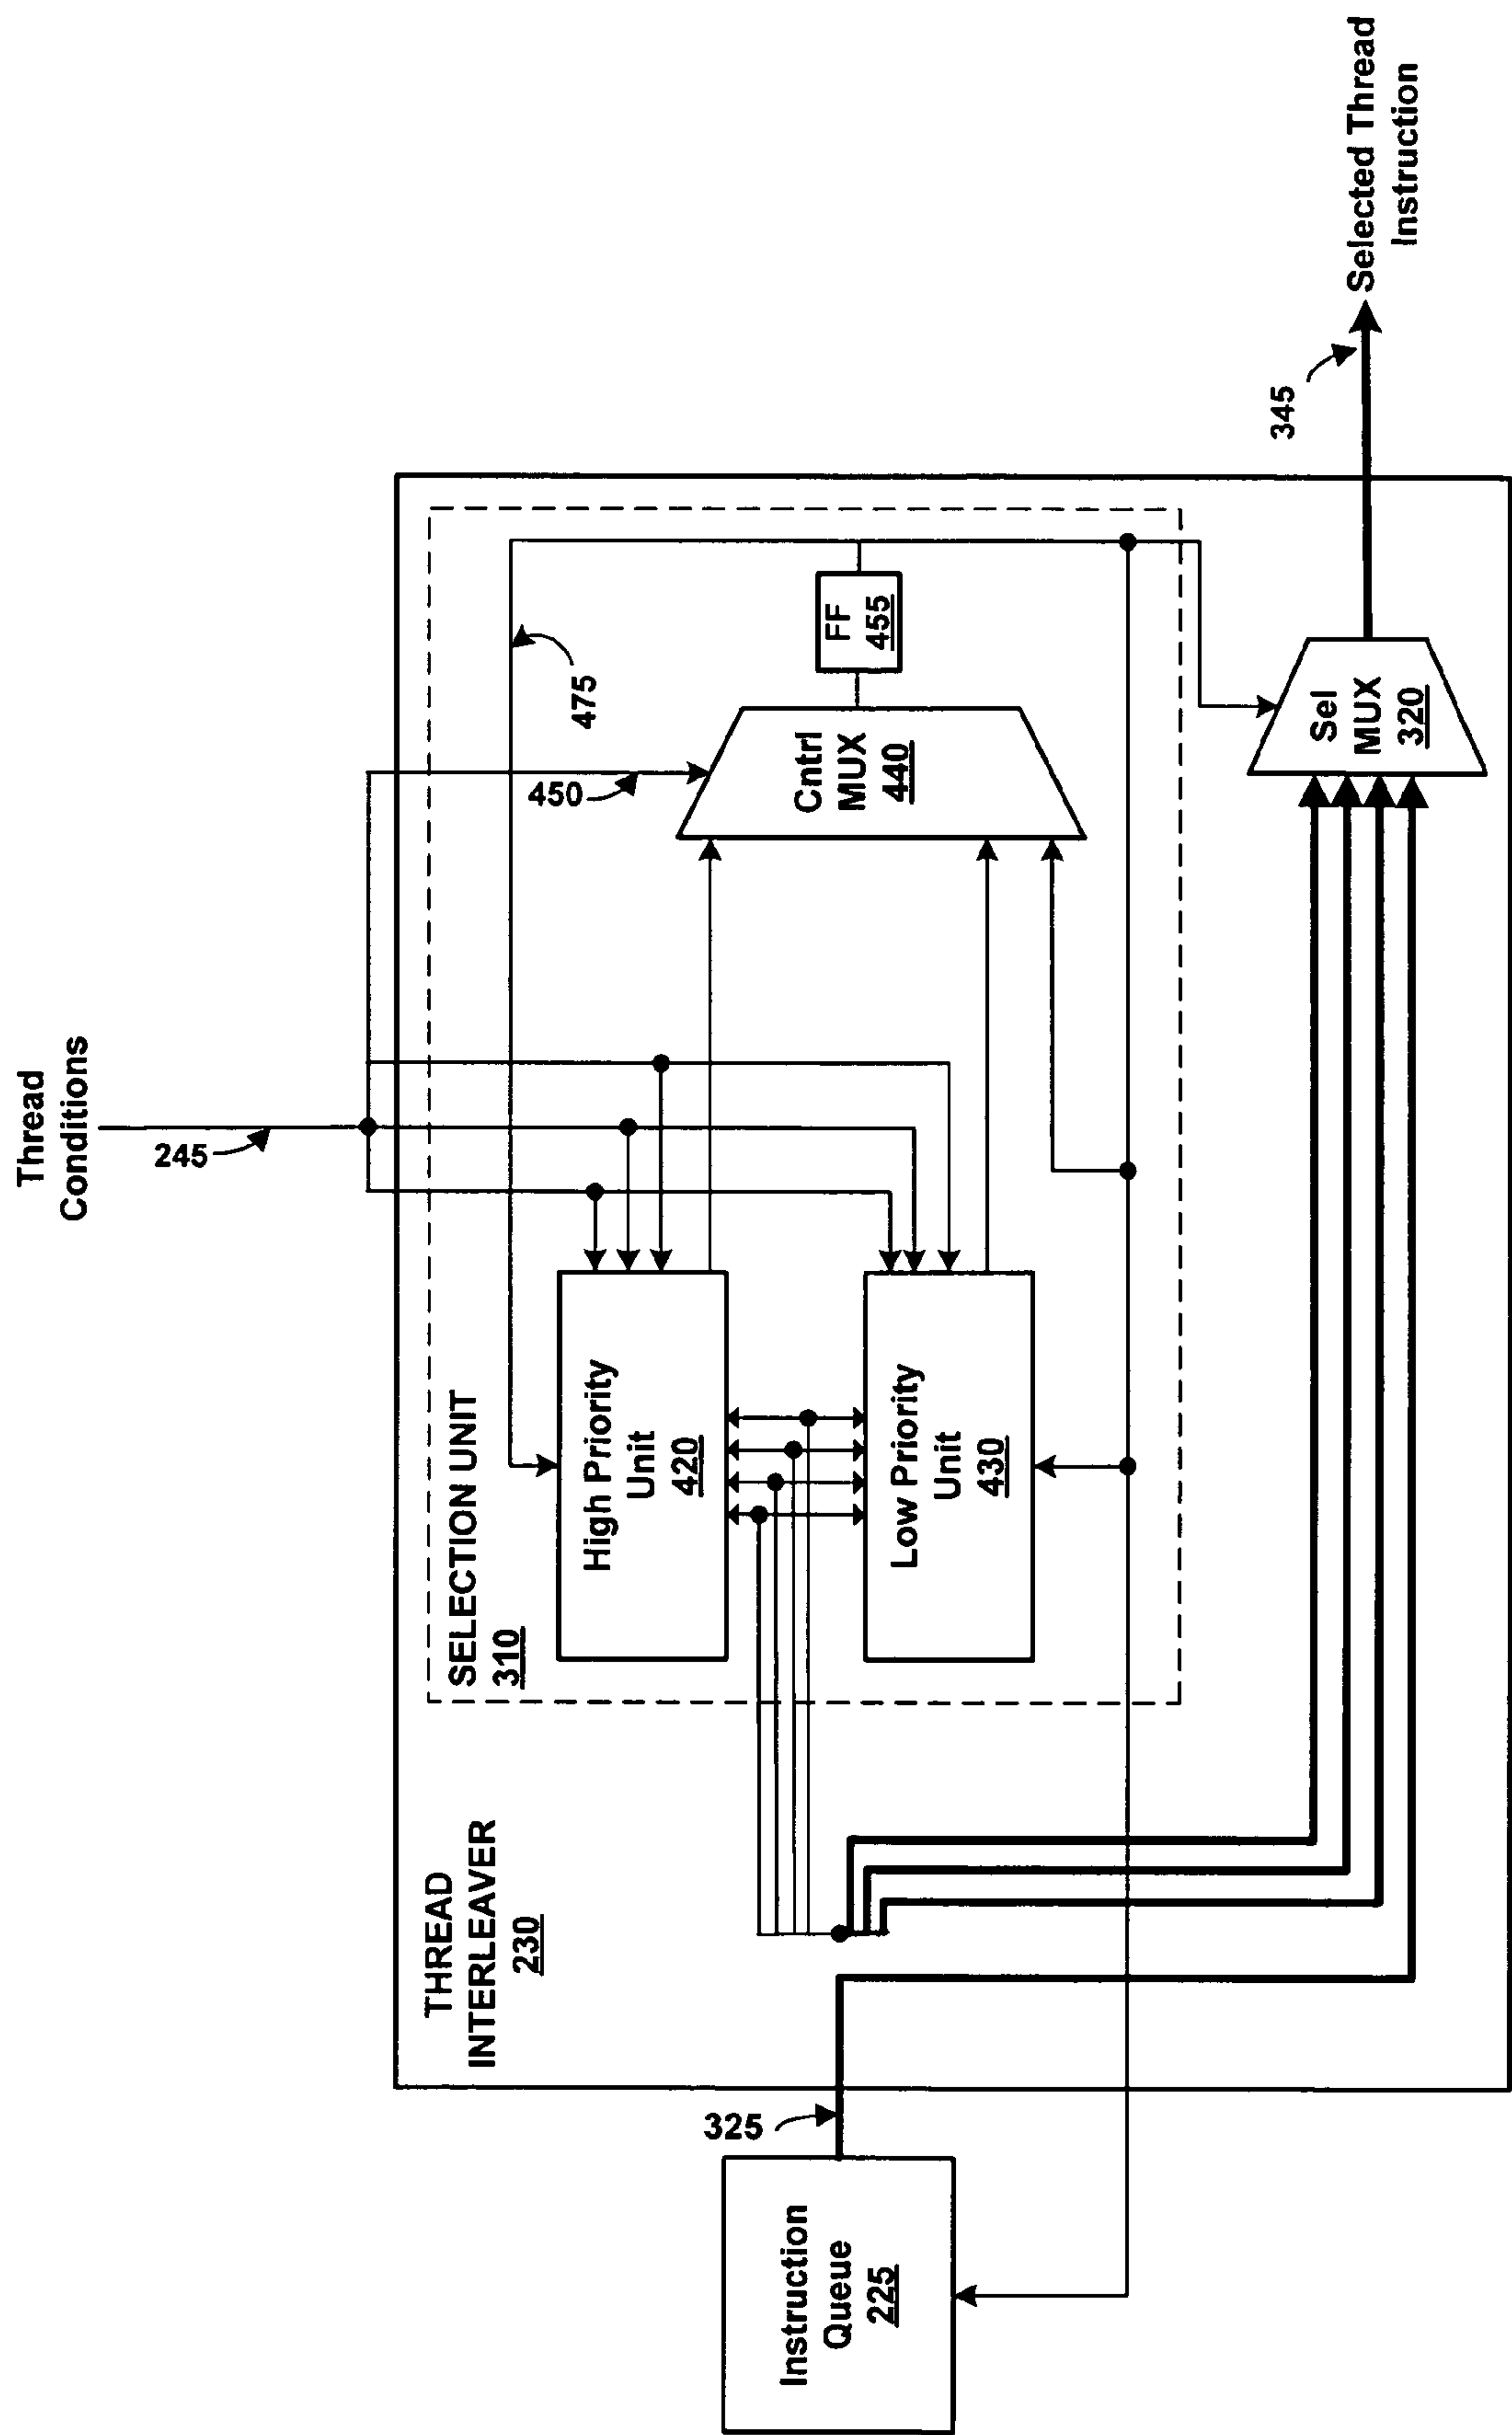 Thread
Conditions
245
THREAD
INTERLEAVER
230
SELECTION UNIT
310
475
450
High Priority
Unit
420
Cntrl
MUX
440
FF
455
Low Priority
Unit
430
325
Instruction
Queue
225
Sel
MUX
320
345
Selected Thread
Instruction